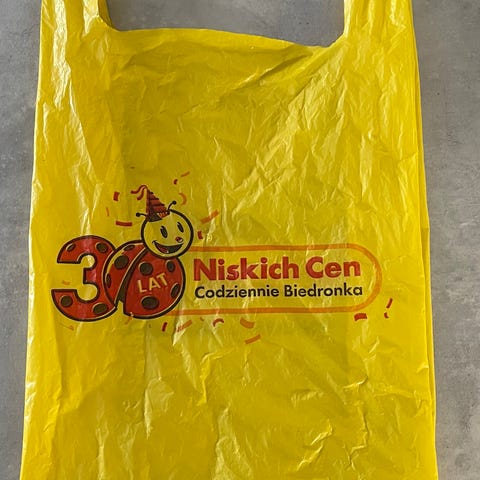 30
LAT
Niskich Cen
Codziennie Biedronka